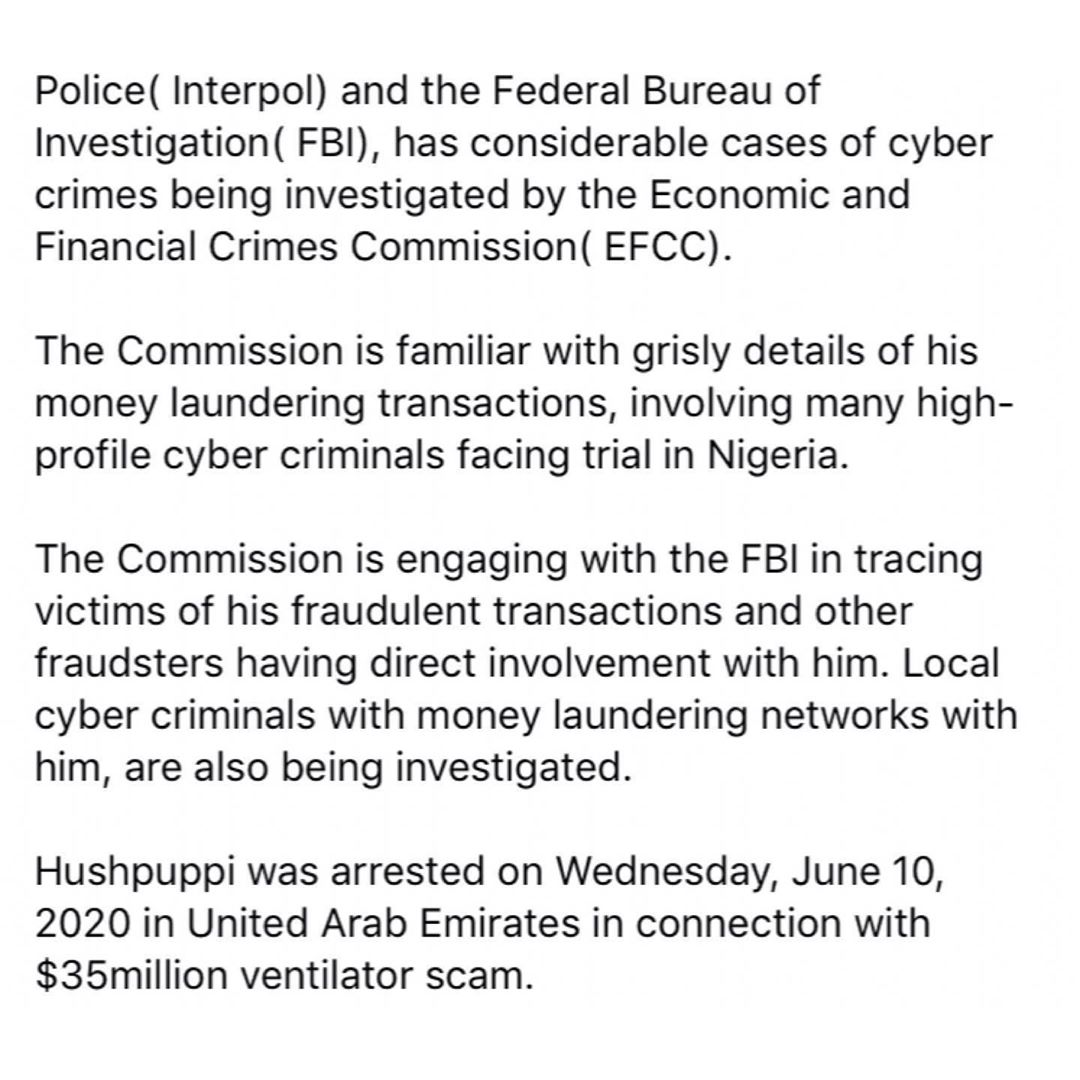 Police( Interpol) and the Federal Bureau of
Investigation( FBI), has considerable cases of cyber
crimes being investigated by the Economic and
Financial Crimes Commission( EFCC).
The Commission is familiar with grisly details of his
money laundering transactions, involving many high-
profile cyber criminals facing trial in Nigeria.
The Commission is engaging with the FBI in tracing
victims of his fraudulent transactions and other
fraudsters having direct involvement with him. Local
cyber criminals with money laundering networks with
him, are also being investigated.
Hushpuppi was arrested on Wednesday, June 10,
2020 in United Arab Emirates in connection with
$35million ventilator scam.